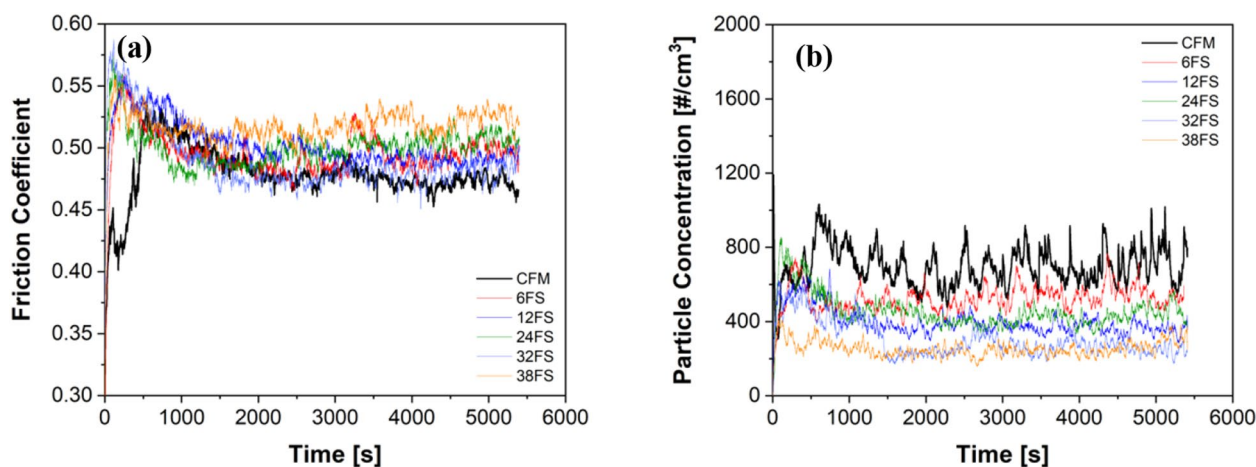 (a)
Friction Coefficient
0.60
0.55
0.50
0.45
0.40
0.35
0.30
CFM
6FS
12FS
24FS
32FS
38FS
0 1000 2000 3000 4000 5000 6000
Time [s]
(b)
Particle Concentration [#/cm³]
2000
1600
1200
800
400
0
CFM
6FS
12FS
24FS
32FS
38FS
0 1000 2000 3000 4000 5000 6000
Time [s]